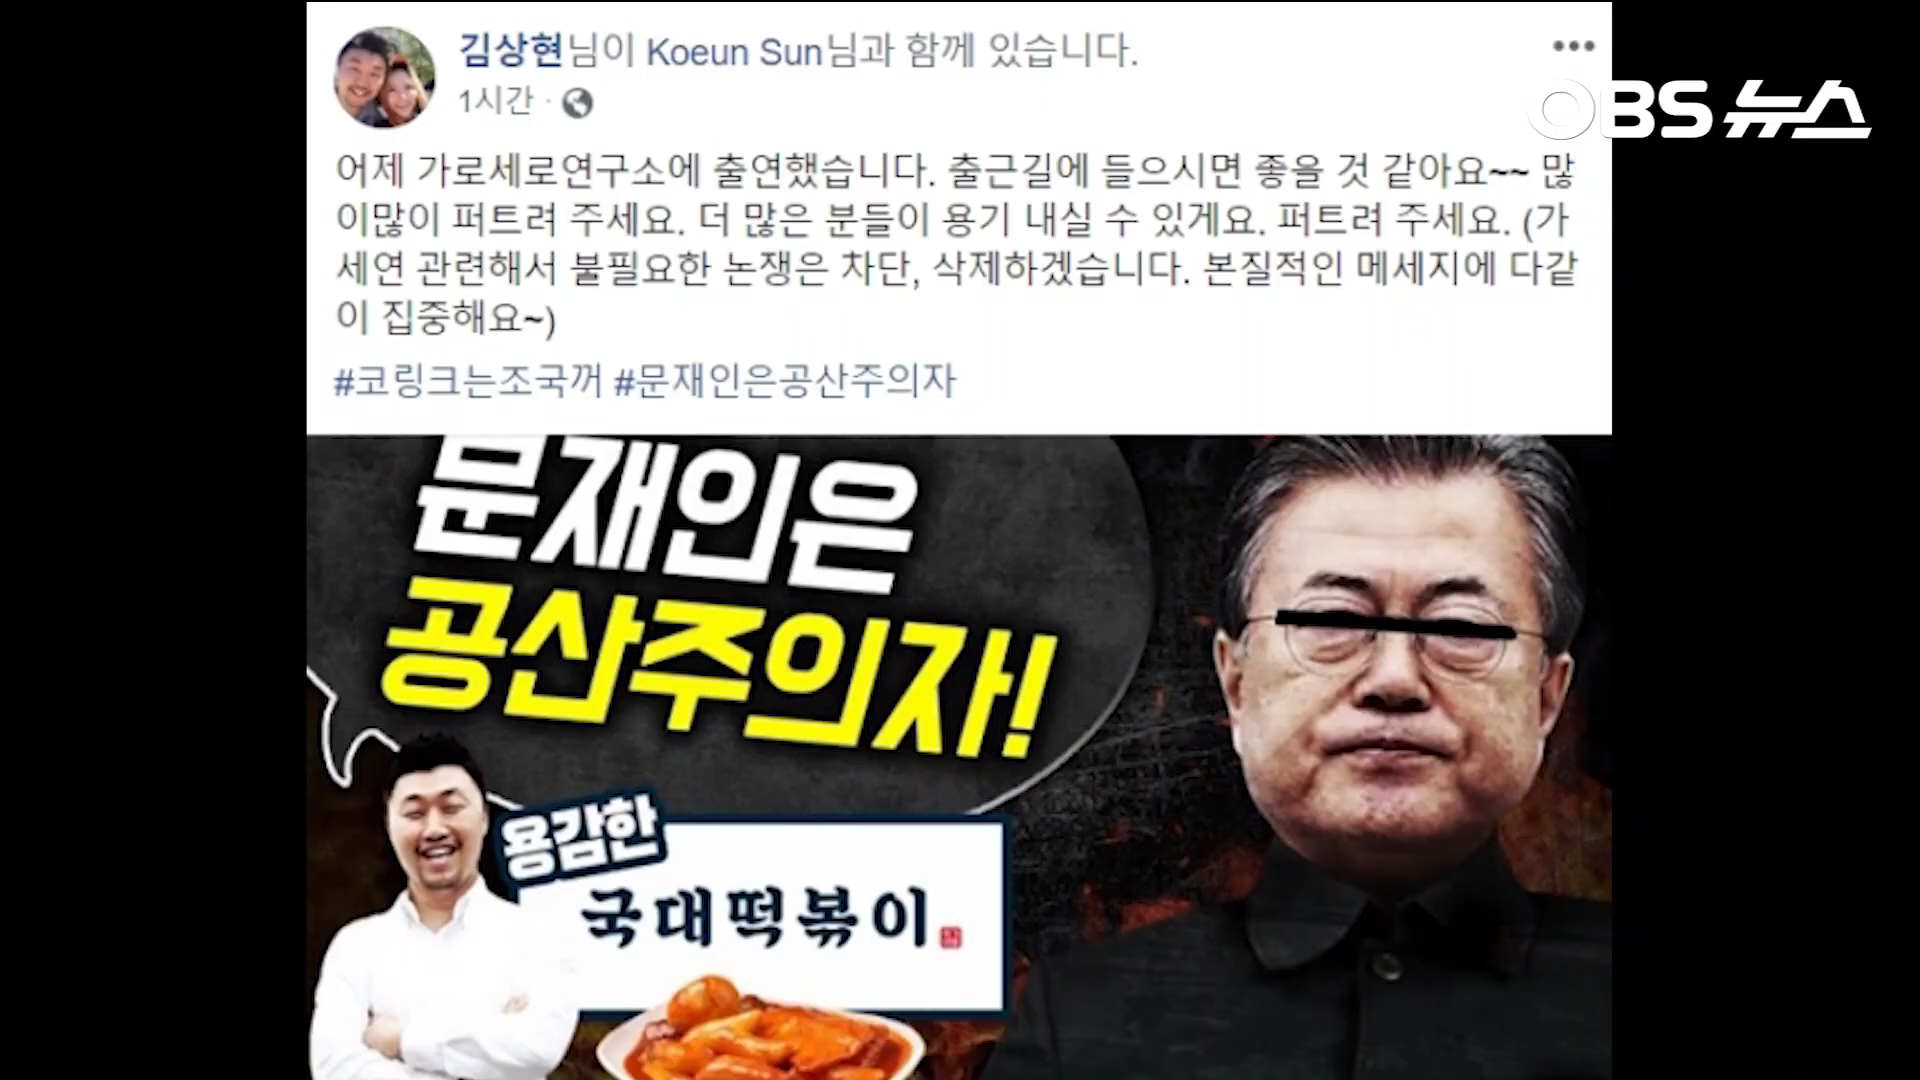 김상현님이 Koeun Sun님과 함께 있습니다.
1시간 ·
OBS 뉴스
어제 가로세로연구소에 출연했습니다. 출근길에 들으시면 좋을 것 같아요~~ 많
이많이 퍼트려 주세요. 더 많은 분들이 용기 내실 수 있게요. 퍼트려 주세요. (가
세연 관련해서 불필요한 논쟁은 차단, 삭제하겠습니다. 본질적인 메세지에 다같
이 집중해요~)
#코링크는조국꺼 #문재인은공산주의자
문재인은
공산주의자!
용감한
국대떡볶이